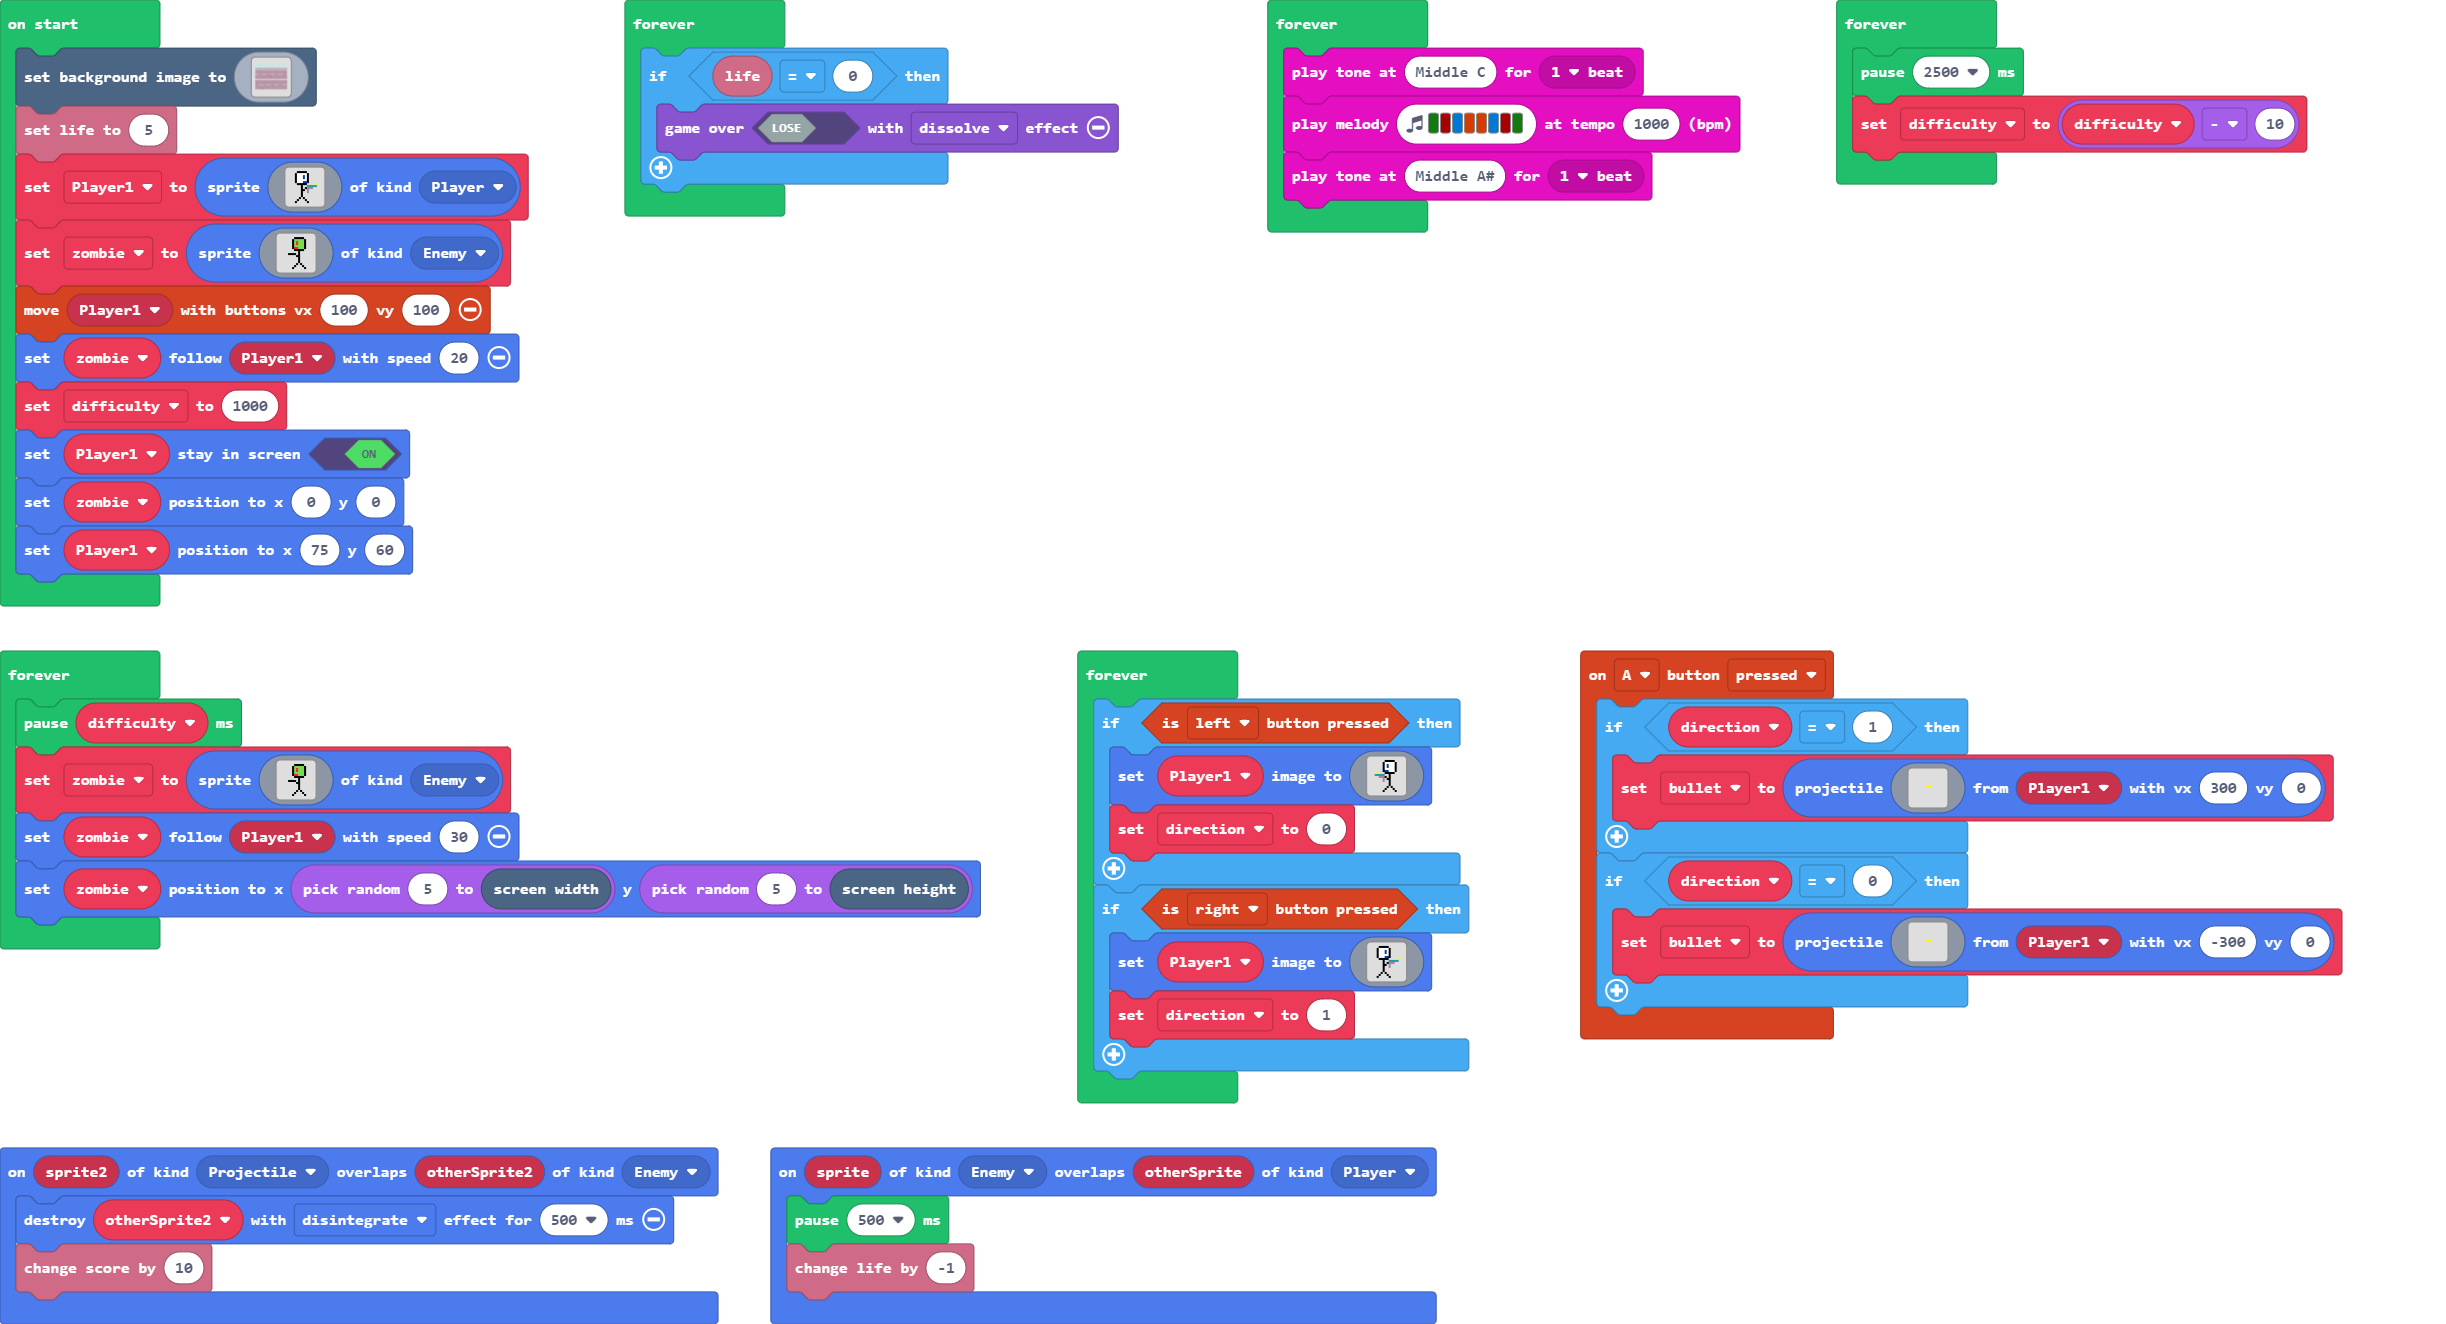 on start
set background image to
set life to 5
set Player1 to sprite of kind Player
set zombie to sprite of kind Enemy
move Player1 with buttons vx 100 vy 100
set zombie follow Player1 with speed 20
set difficulty to 1000
set Player1 stay in screen ON
set zombie position to x 0 y 0
set Player1 position to x 75 y 60
forever
if life = 0 then
game over LOSE with dissolve effect
forever
play tone at Middle C for 1 beat
play melody at tempo 1000 (bpm)
play tone at Middle A# for 1 beat
forever
pause 2500 ms
set difficulty to difficulty - 10
forever
pause difficulty ms
set zombie to sprite of kind Enemy
set zombie follow Player1 with speed 30
set zombie position to x pick random 5 to screen width y pick random 5 to screen height
forever
if is left button pressed then
set Player1 image to
set direction to 0
if is right button pressed then
set Player1 image to
set direction to 1
on A button pressed
if direction = 1 then
set bullet to projectile from Player1 with vx 300 vy 0
if direction = 0 then
set bullet to projectile from Player1 with vx -300 vy 0
on sprite2 of kind Projectile overlaps otherSprite2 of kind Enemy
destroy otherSprite2 with disintegrate effect for 500 ms
change score by 10
on sprite of kind Enemy overlaps otherSprite of kind Player
pause 500 ms
change life by -1